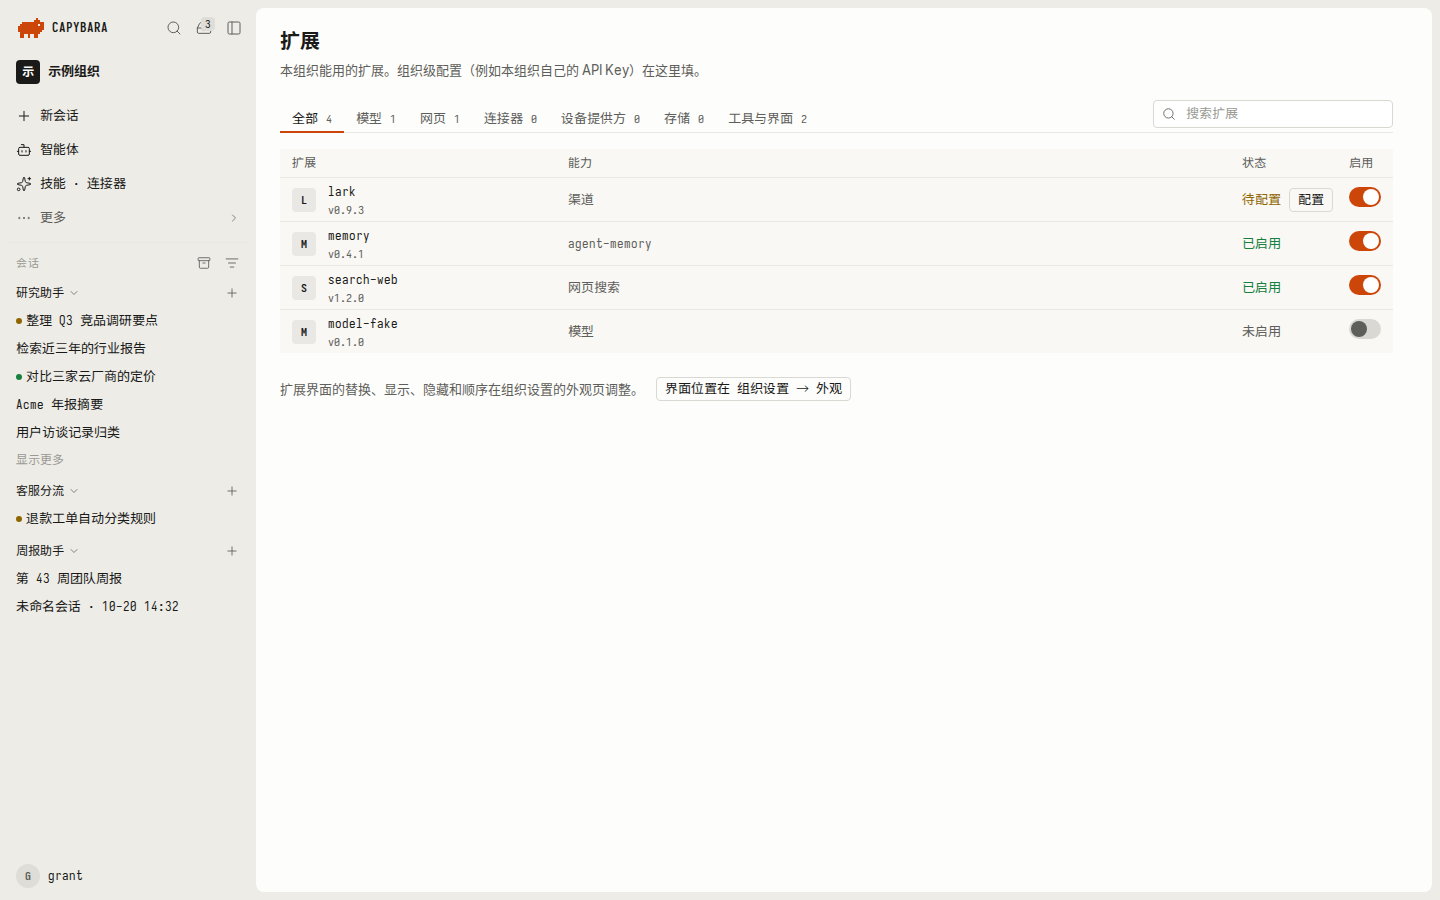 CAPYBARA
3
示 示例组织
新会话
智能体
技能 · 连接器
更多
会话
研究助手
整理 Q3 竞品调研要点
检索近三年的行业报告
对比三家云厂商的定价
Acme 年报摘要
用户访谈记录归类
显示更多
客服分流
退款工单自动分类规则
周报助手
第 43 周团队周报
未命名会话 · 10-20 14:32
G grant
扩展
本组织能用的扩展。组织级配置（例如本组织自己的 API Key）在这里填。
全部 4 模型 1 网页 1 连接器 0 设备提供方 0 存储 0 工具与界面 2
搜索扩展
扩展 能力 状态 启用
L lark 渠道 待配置 配置
v0.9.3
M memory agent-memory 已启用
v0.4.1
S search-web 网页搜索 已启用
v1.2.0
M model-fake 模型 未启用
v0.1.0
扩展界面的替换、显示、隐藏和顺序在组织设置的外观页调整。 界面位置在 组织设置 → 外观